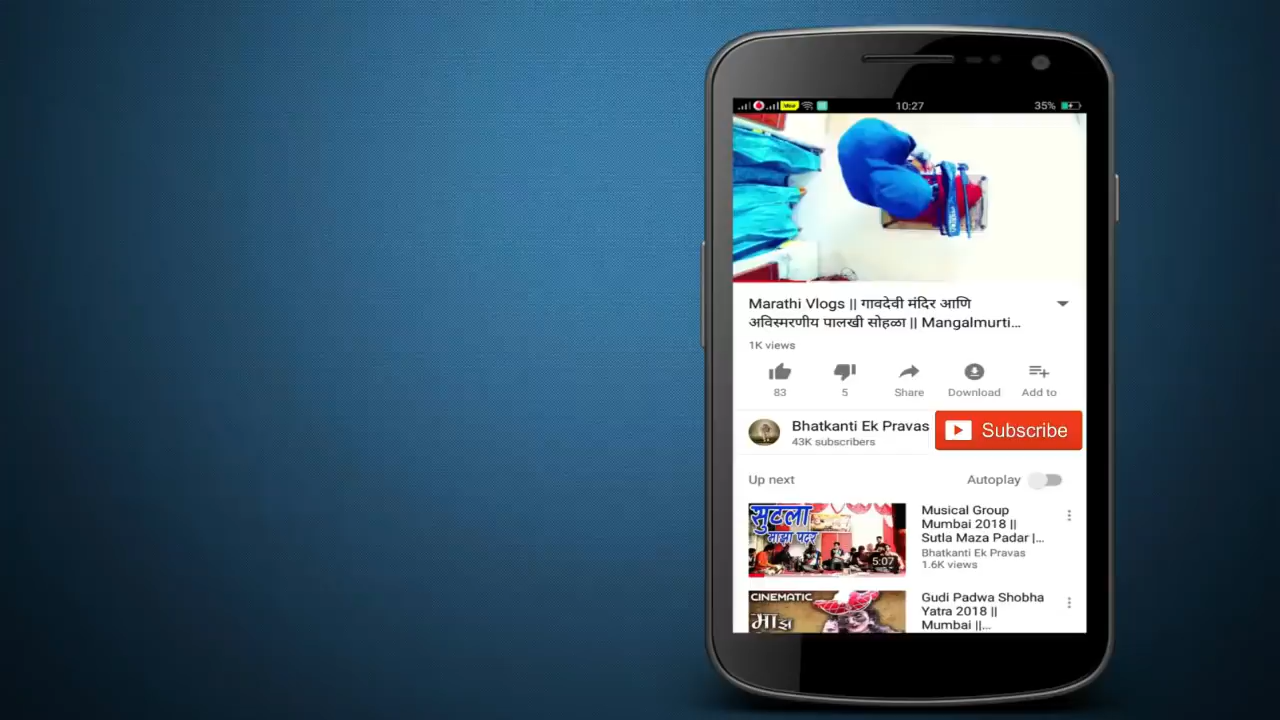 10:27
35%
Marathi Vlogs || गावदेवी मंदिर आणि
अविस्मरणीय पालखी सोहळा || Mangalmurti...
1K views
83
5
Share
Download
Add to
Bhatkanti Ek Pravas
43K subscribers
Subscribe
Up next
Autoplay
सुटला
माझा पदर
5:07
Musical Group
Mumbai 2018 ||
Sutla Maza Padar |...
Bhatkanti Ek Pravas
1.6K views
CINEMATIC
Gudi Padwa Shobha
Yatra 2018 ||
Mumbai ||...